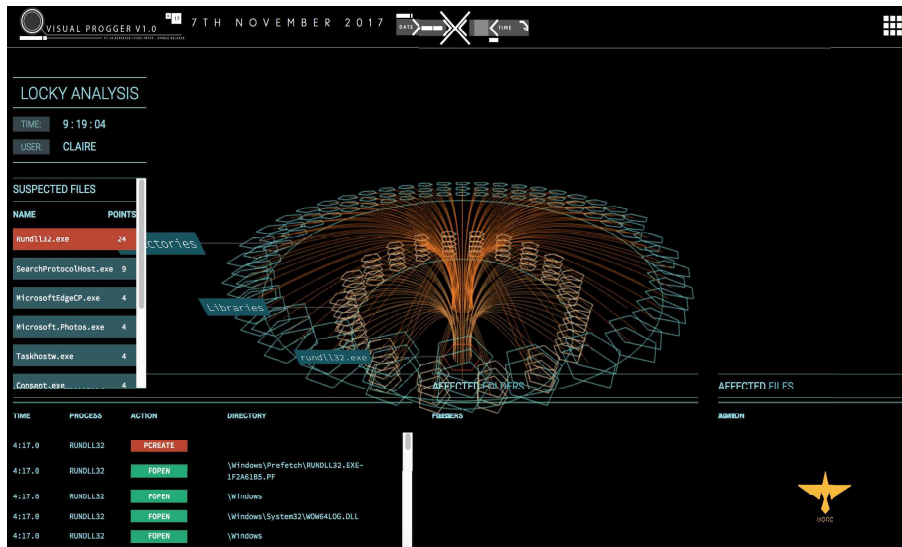 VISUAL PROGGER V1.0
17
7TH NOVEMBER 2017
DATE
TIME
LOCKY ANALYSIS
TIME: 9:19:04
USER: CLAIRE
SUSPECTED FILES
NAME POINTS
Rundll32.exe 24
SearchProtocolHost.exe 9
MicrosoftEdgeCP.exe 4
Microsoft.Photos.exe 4
Taskhostw.exe 4
Consent.exe 4
ctories
Libraries
rundll32.exe
AFFECTED FOLDERS
AFFECTED FILES
TIME PROCESS ACTION DIRECTORY
4:17.0 RUNDLL32 PCREATE
4:17.0 RUNDLL32 FOPEN \Windows\Prefetch\RUNDLL32.EXE-
1F2A61B5.PF
4:17.0 RUNDLL32 FOPEN \Windows
4:17.0 RUNDLL32 FOPEN \Windows\System32\WOW64LOG.DLL
4:17.0 RUNDLL32 FOPEN \Windows